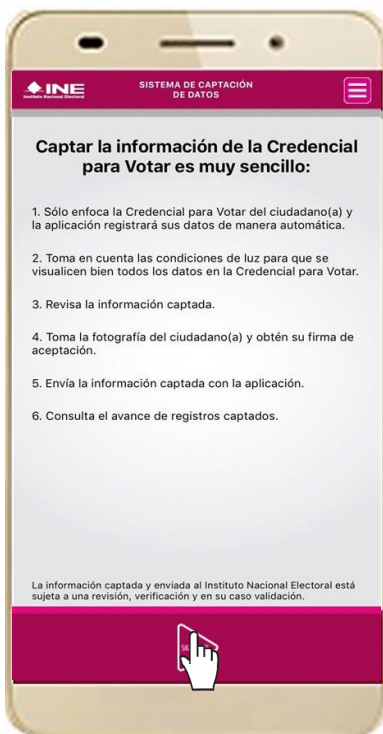 INE
Instituto Nacional Electoral
SISTEMA DE CAPTACIÓN
DE DATOS
Captar la información de la Credencial
para Votar es muy sencillo:
1. Sólo enfoca la Credencial para Votar del ciudadano(a) y
la aplicación registrará sus datos de manera automática.
2. Toma en cuenta las condiciones de luz para que se
visualicen bien todos los datos en la Credencial para Votar.
3. Revisa la información captada.
4. Toma la fotografía del ciudadano(a) y obtén su firma de
aceptación.
5. Envía la información captada con la aplicación.
6. Consulta el avance de registros captados.
La información captada y enviada al Instituto Nacional Electoral está
sujeta a una revisión, verificación y en su caso validación.